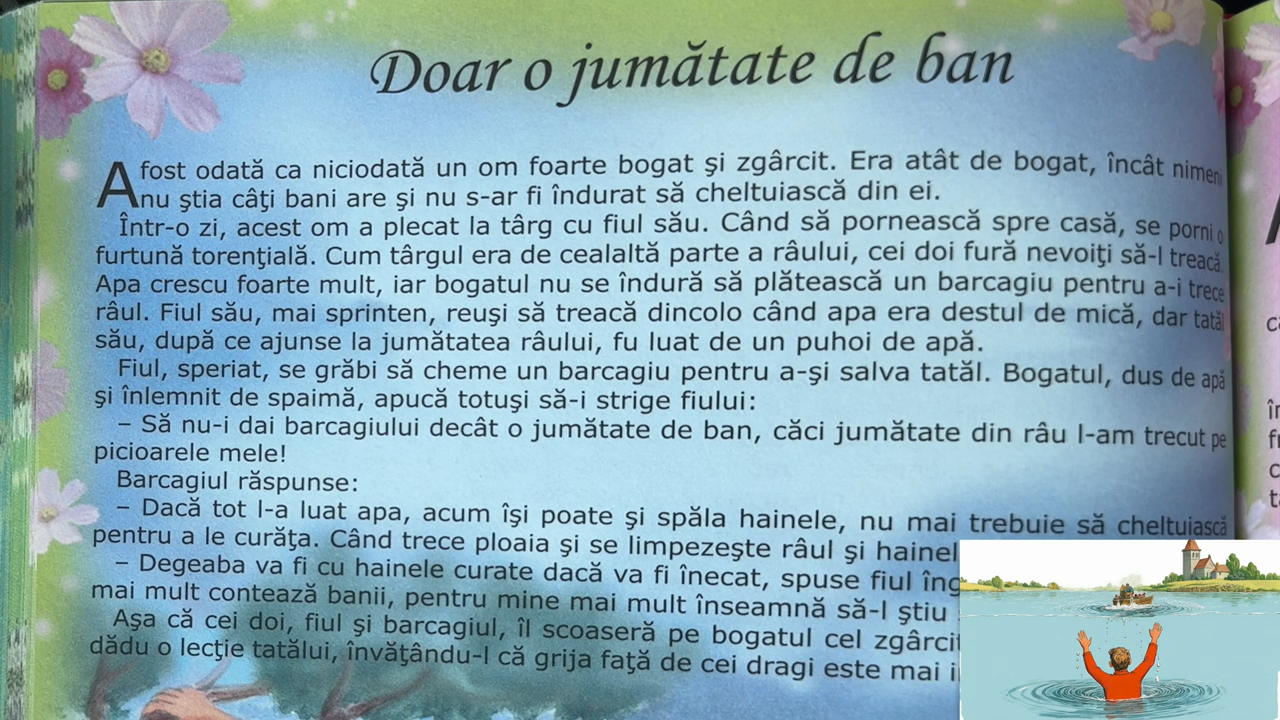 Doar o jumătate de ban
A fost odată ca niciodată un om foarte bogat şi zgârcit. Era atât de bogat, încât nimeni
nu ştia câţi bani are şi nu s-ar fi îndurat să cheltuiască din ei.
Într-o zi, acest om a plecat la târg cu fiul său. Când să pornească spre casă, se porni o
furtună torenţială. Cum târgul era de cealaltă parte a râului, cei doi fură nevoiţi să-l treacă.
Apa crescu foarte mult, iar bogatul nu se îndură să plătească un barcagiu pentru a-i trece
râul. Fiul său, mai sprinten, reuşi să treacă dincolo când apa era destul de mică, dar tatăl
său, după ce ajunse la jumătatea râului, fu luat de un puhoi de apă.
Fiul, speriat, se grăbi să cheme un barcagiu pentru a-şi salva tatăl. Bogatul, dus de apă
şi înlemnit de spaimă, apucă totuşi să-i strige fiului:
– Să nu-i dai barcagiului decât o jumătate de ban, căci jumătate din râu l-am trecut pe
picioarele mele!
Barcagiul răspunse:
– Dacă tot l-a luat apa, acum îşi poate şi spăla hainele, nu mai trebuie să cheltuiască
pentru a le curăţa. Când trece ploaia şi se limpezeşte râul şi
– Degeaba va fi cu hainele curate dacă va fi înecat, spuse fiul
mai mult contează banii, pentru mine mai mult înseamnă să-l ştiu
Aşa că cei doi, fiul şi barcagiul, îl scoaseră pe bogatul cel
dădu o lecţie tatălui, învăţându-l că grija faţă de cei dragi este mai